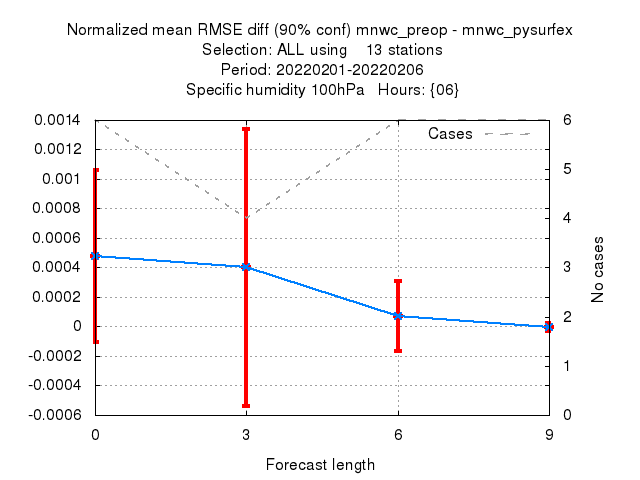 Normalized mean RMSE diff (90% conf) mnwc_preop - mnwc_pysurfex
Selection: ALL using    13 stations
Period: 20220201-20220206
Specific humidity 100hPa   Hours: {06}
0.0014
0.0012
0.001
0.0008
0.0006
0.0004
0.0002
0
-0.0002
-0.0004
-0.0006
Cases
6
5
4
3
2
1
0
No cases
0 3 6 9
Forecast length